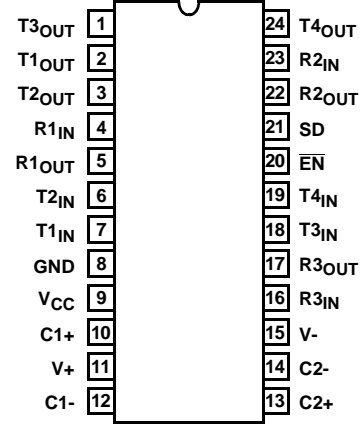 T3OUT 1 24 T4OUT
T1OUT 2 23 R2IN
T2OUT 3 22 R2OUT
R1IN 4 21 SD
R1OUT 5 20 E̅N̅
T2IN 6 19 T4IN
T1IN 7 18 T3IN
GND 8 17 R3OUT
VCC 9 16 R3IN
C1+ 10 15 V-
V+ 11 14 C2-
C1- 12 13 C2+